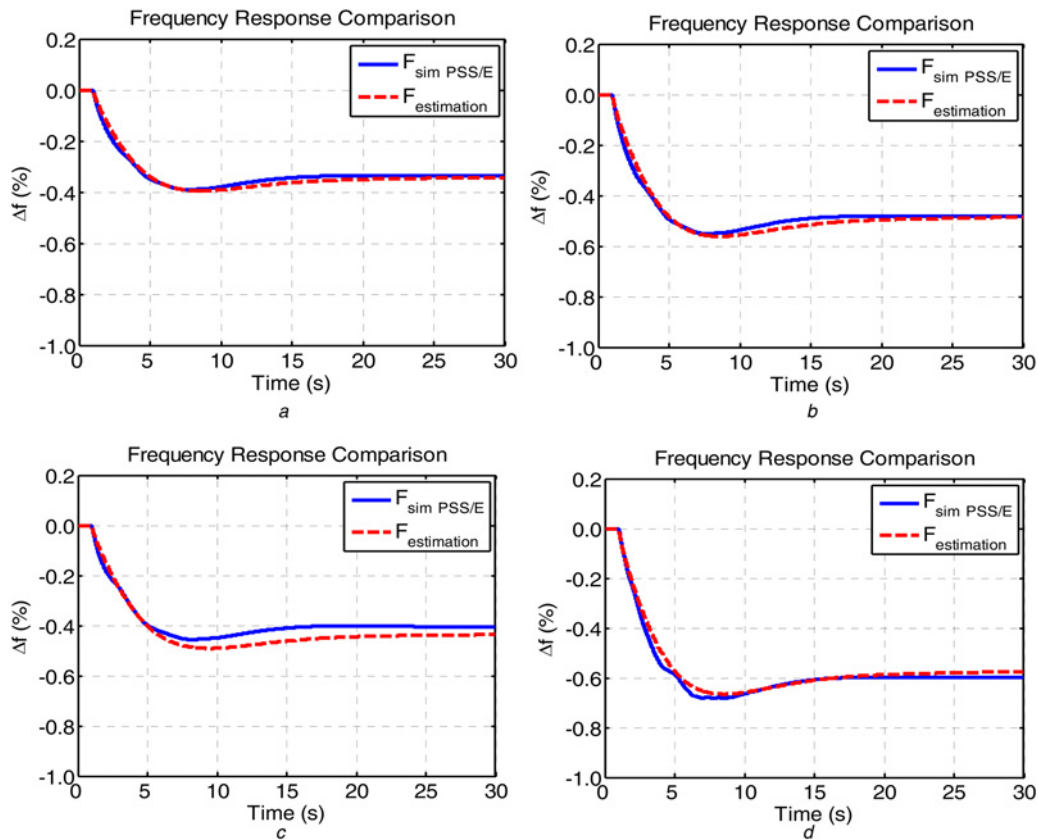 Frequency Response Comparison
0.2
0.0
-0.2
-0.4
-0.6
-0.8
-1.0
Δf (%)
F sim PSS/E
F estimation
0 5 10 15 20 25 30
Time (s)
a
Frequency Response Comparison
0.2
0.0
-0.2
-0.4
-0.6
-0.8
-1.0
Δf (%)
F sim PSS/E
F estimation
0 5 10 15 20 25 30
Time (s)
b
Frequency Response Comparison
0.2
0.0
-0.2
-0.4
-0.6
-0.8
-1.0
Δf (%)
F sim PSS/E
F estimation
0 5 10 15 20 25 30
Time (s)
c
Frequency Response Comparison
0.2
0.0
-0.2
-0.4
-0.6
-0.8
-1.0
Δf (%)
F sim PSS/E
F estimation
0 5 10 15 20 25 30
Time (s)
d